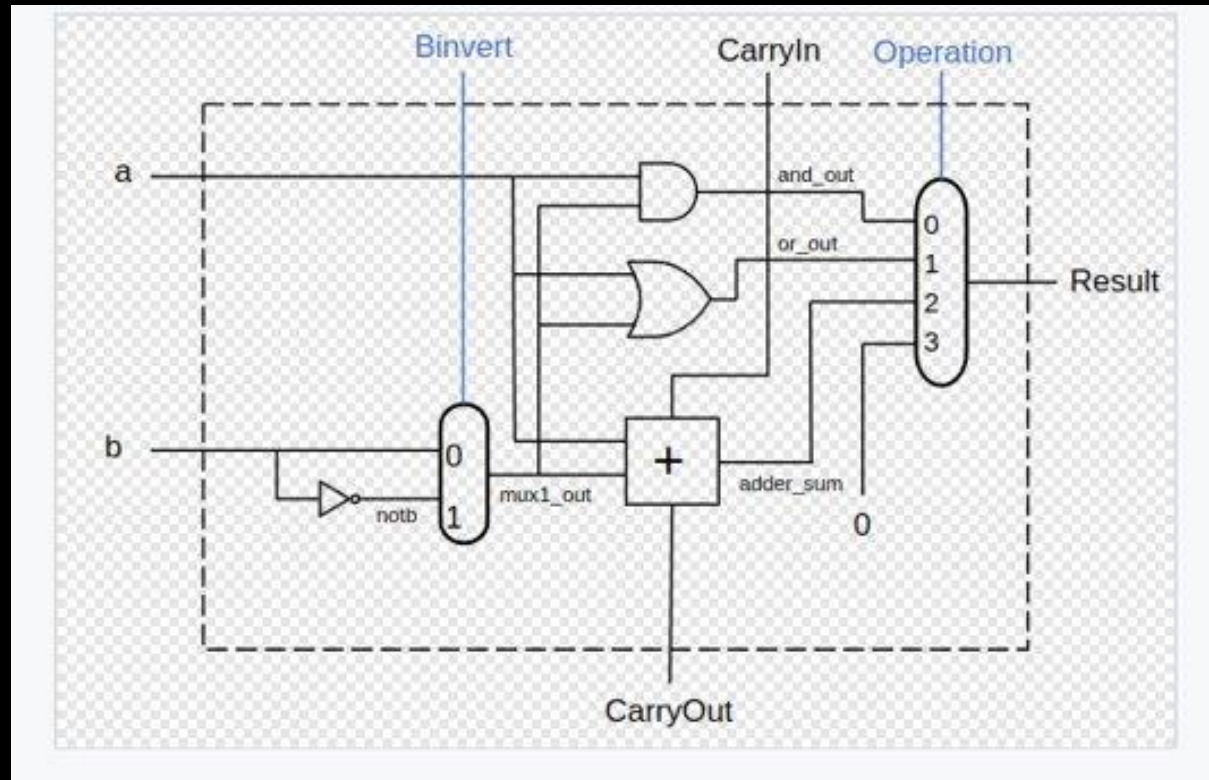 Binvert
CarryIn
Operation
a
and_out
0
or_out
1
Result
2
3
b
0
+
mux1_out
adder_sum
notb
1
0
CarryOut